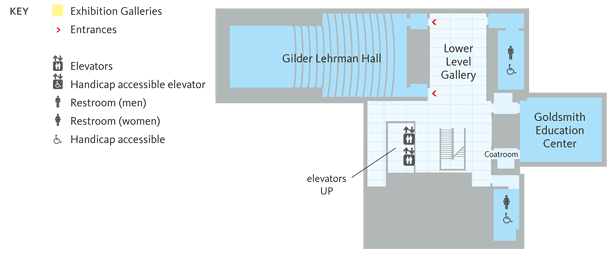 KEY
Exhibition Galleries
Entrances
Elevators
Handicap accessible elevator
Restroom (men)
Restroom (women)
Handicap accessible
Gilder Lehrman Hall
Lower
Level
Gallery
Goldsmith
Education
Center
Coatroom
elevators
UP